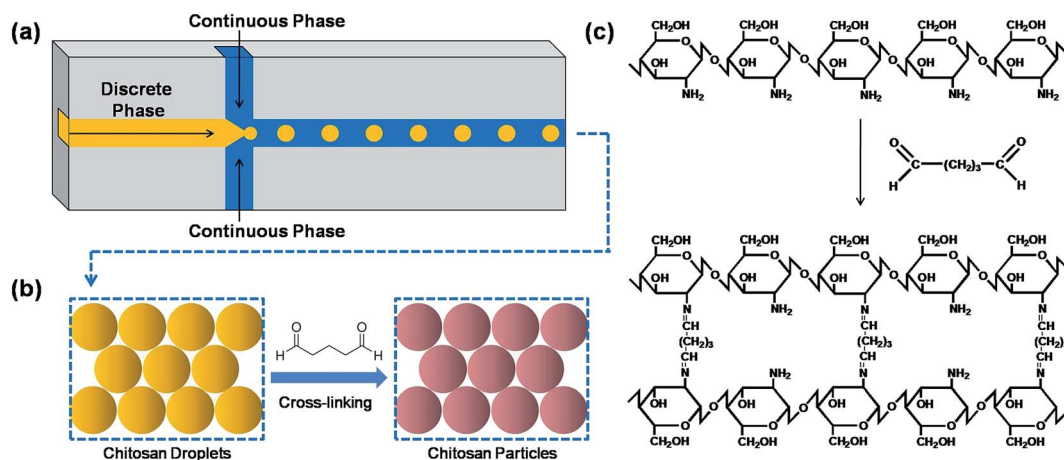 (a)
Continuous Phase
Discrete
Phase
Continuous Phase
(b)
O O
H H
Cross-linking
Chitosan Droplets
Chitosan Particles
(c)
CH₂OH CH₂OH CH₂OH CH₂OH CH₂OH
O O O O O
OH O OH O OH O OH O OH
NH₂ NH₂ NH₂ NH₂ NH₂
O O
C—(CH₂)₃—C
H H
CH₂OH CH₂OH CH₂OH CH₂OH CH₂OH
O O O O O
OH O OH O OH O OH O OH
N NH₂ N NH₂ N
CH CH CH
(CH₂)₃ (CH₂)₃ (CH₂)
CH CH CH
N NH₂ N NH₂ N
OH O OH O OH O OH O OH
O O O O O
CH₂OH CH₂OH CH₂OH CH₂OH CH₂OH